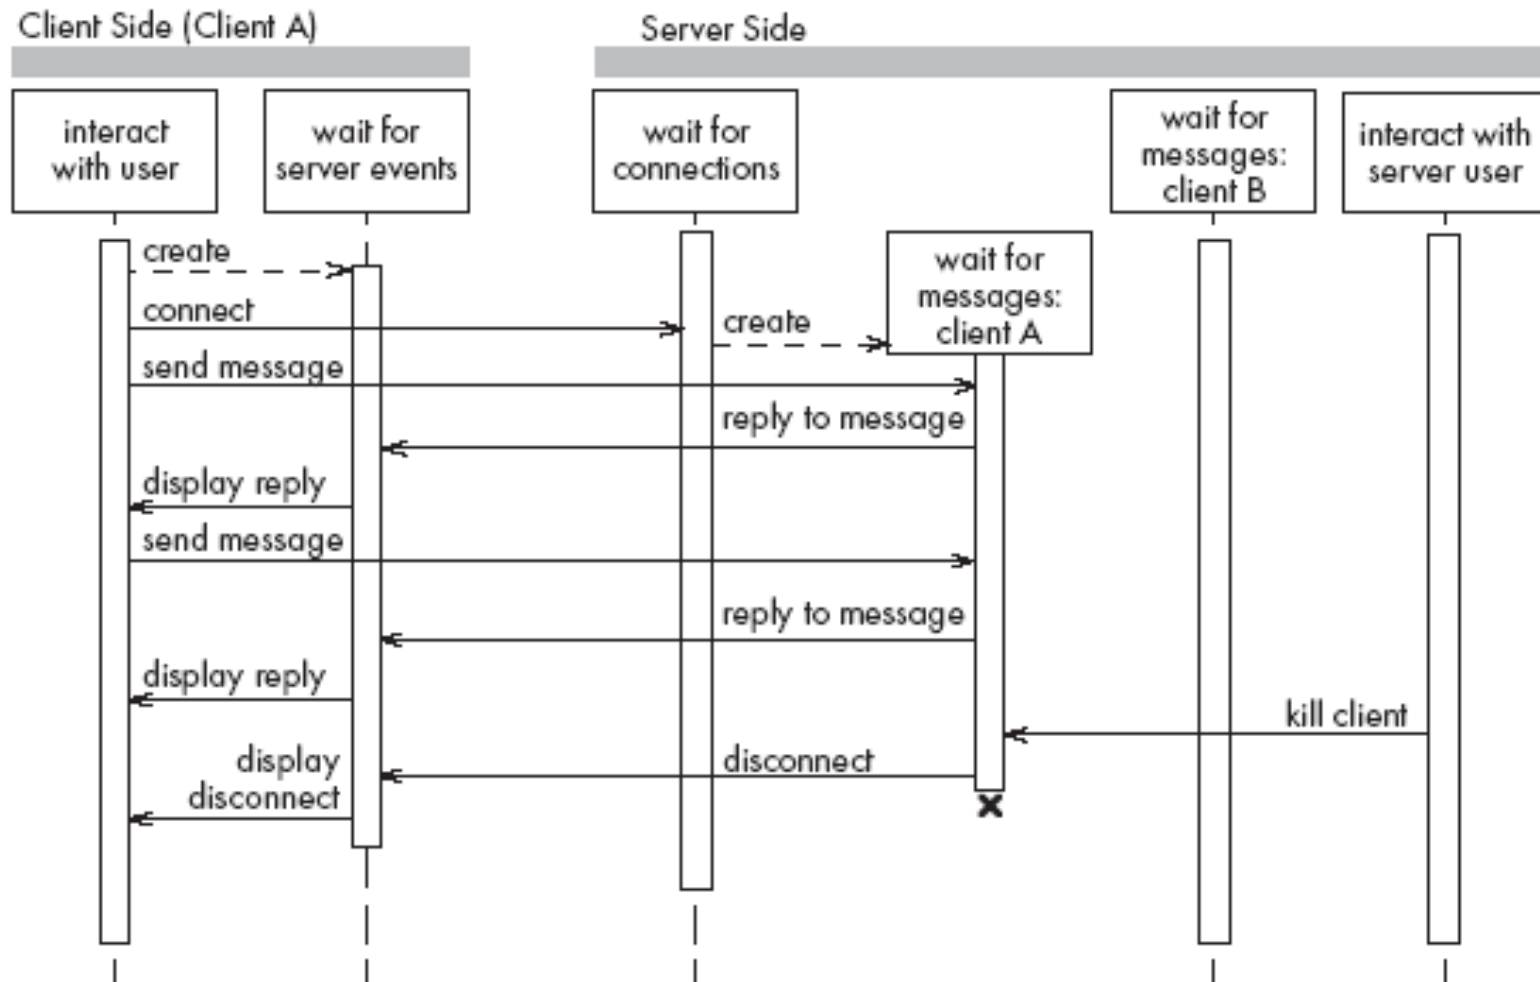 Client Side (Client A)
Server Side
interact
with user
wait for
server events
wait for
connections
wait for
messages:
client B
interact with
server user
wait for
messages:
client A
create
connect
create
send message
reply to message
display reply
send message
reply to message
display reply
kill client
disconnect
display
disconnect